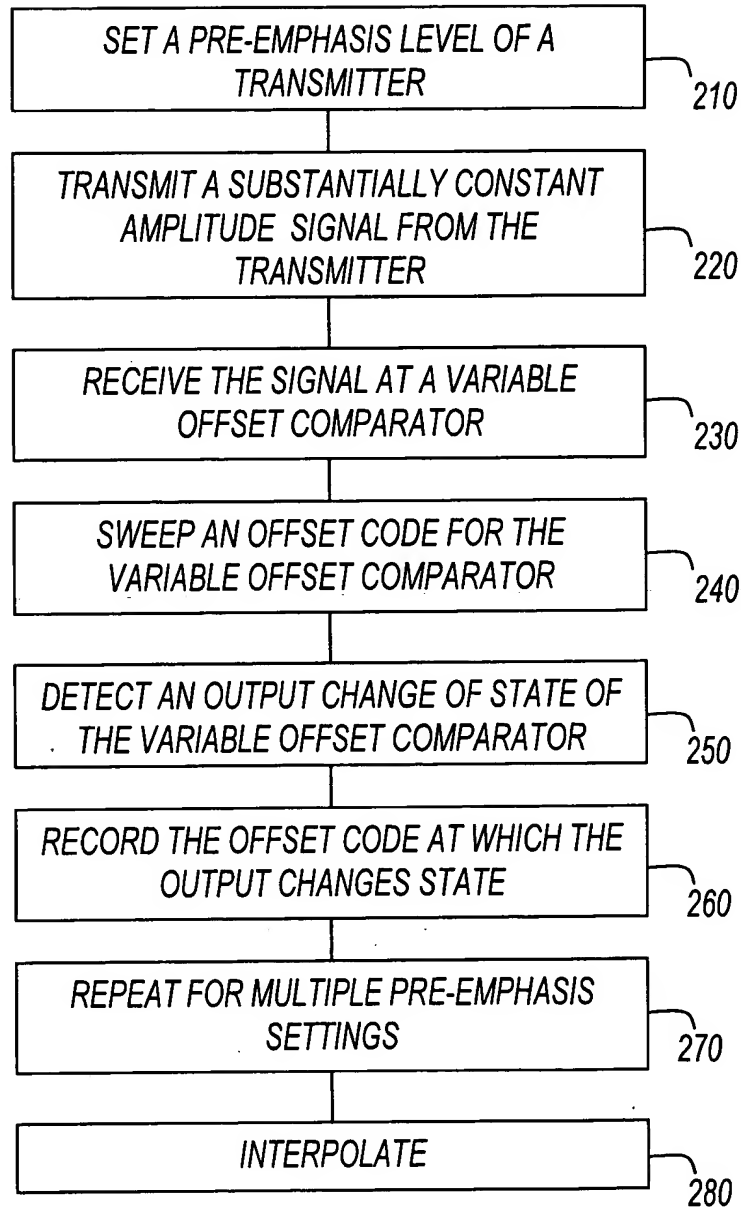 SET A PRE-EMPHASIS LEVEL OF A
TRANSMITTER
210
TRANSMIT A SUBSTANTIALLY CONSTANT
AMPLITUDE SIGNAL FROM THE
TRANSMITTER
220
RECEIVE THE SIGNAL AT A VARIABLE
OFFSET COMPARATOR
230
SWEEP AN OFFSET CODE FOR THE
VARIABLE OFFSET COMPARATOR
240
DETECT AN OUTPUT CHANGE OF STATE OF
THE VARIABLE OFFSET COMPARATOR
250
RECORD THE OFFSET CODE AT WHICH THE
OUTPUT CHANGES STATE
260
REPEAT FOR MULTIPLE PRE-EMPHASIS
SETTINGS
270
INTERPOLATE
280